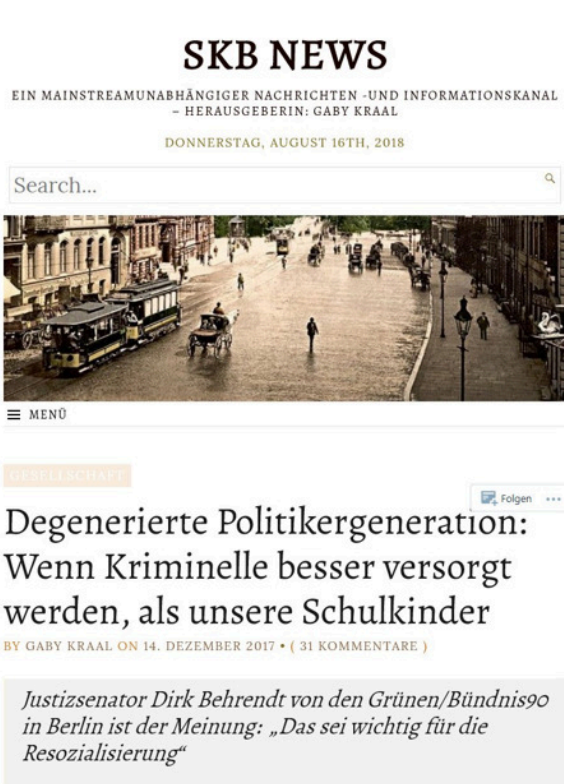 SKB NEWS
EIN MAINSTREAMUNABHÄNGIGER NACHRICHTEN -UND INFORMATIONSKANAL
– HERAUSGEBERIN: GABY KRAAL
DONNERSTAG, AUGUST 16TH, 2018
Search...
≡ MENÜ
GESELLSCHAFT
Folgen ...
Degenerierte Politikergeneration:
Wenn Kriminelle besser versorgt
werden, als unsere Schulkinder
BY GABY KRAAL ON 14. DEZEMBER 2017 • ( 31 KOMMENTARE )
Justizsenator Dirk Behrendt von den Grünen/Bündnis90
in Berlin ist der Meinung: „Das sei wichtig für die
Resozialisierung“